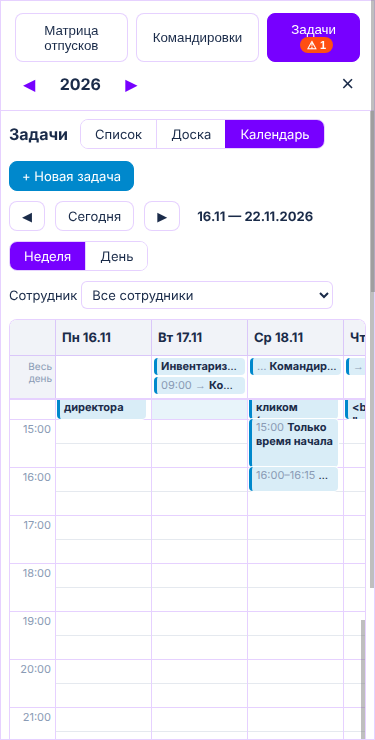 Матрица
отпусков
Командировки
Задачи
⚠ 1
◀ 2026 ▶ ×
Задачи Список Доска Календарь
+ Новая задача
◀ Сегодня ▶ 16.11 — 22.11.2026
Неделя День
Сотрудник Все сотрудники
Пн 16.11 Вт 17.11 Ср 18.11 Чт
Весь
день
Инвентариз… … Командир… →
09:00 → Ко…
директора кликом <b
15:00 15:00 Только
время начала
16:00 16:00–16:15 …
17:00
18:00
19:00
20:00
21:00